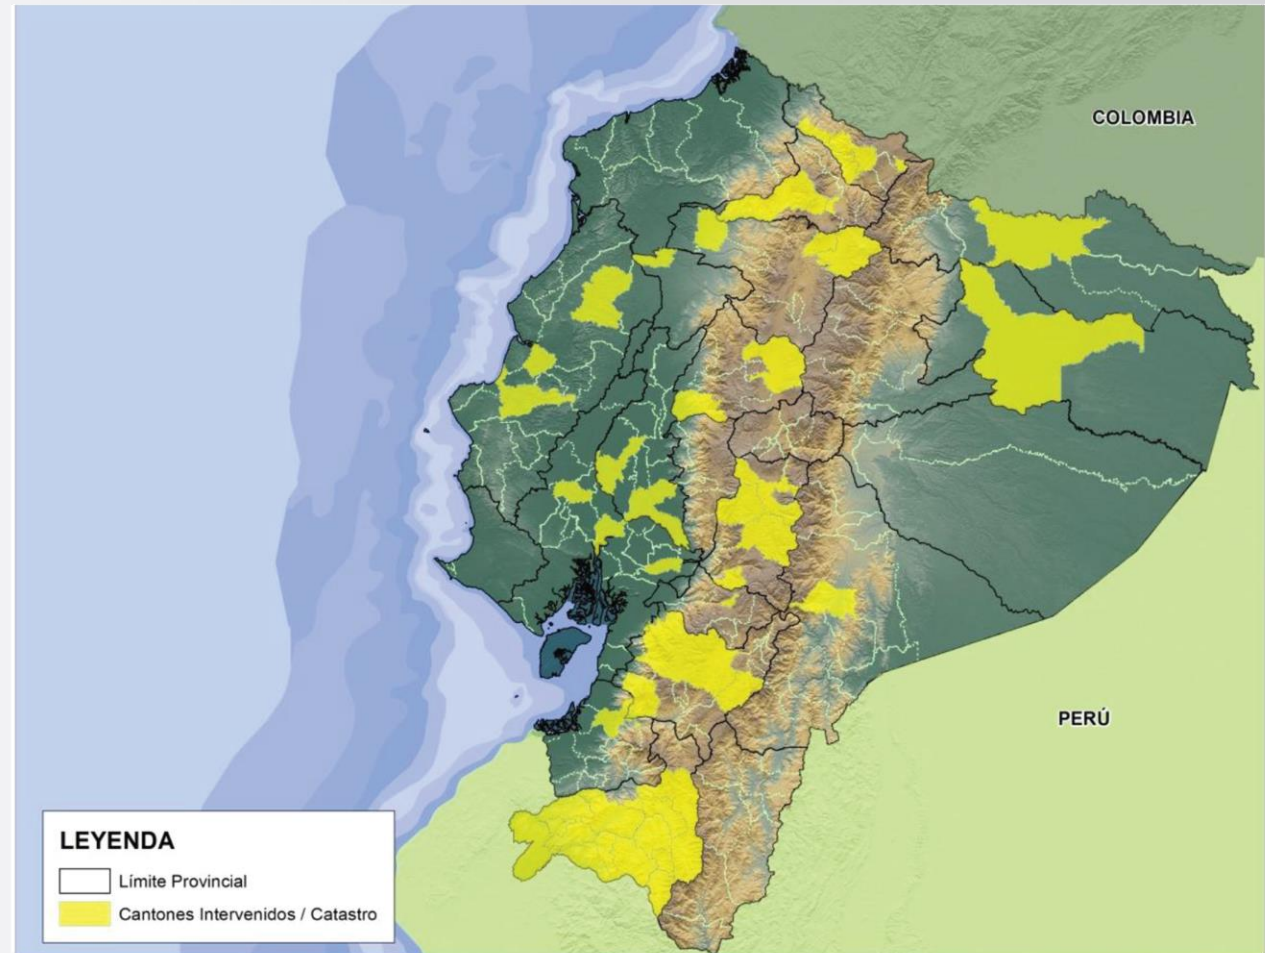 COLOMBIA
PERÚ
LEYENDA
Límite Provincial
Cantones Intervenidos / Catastro